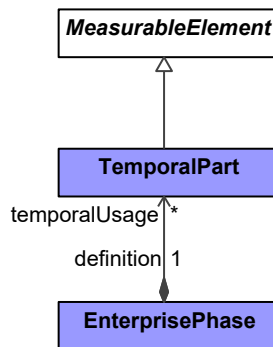 MeasurableElement
TemporalPart
temporalUsage *
definition 1
EnterprisePhase